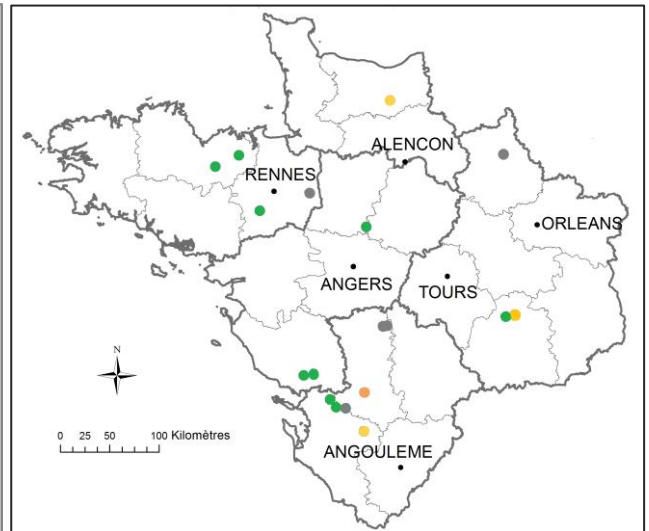 ALENCON
RENNES
ORLEANS
ANGERS
TOURS
N
0 25 50 100 Kilomètres
ANGOULEME